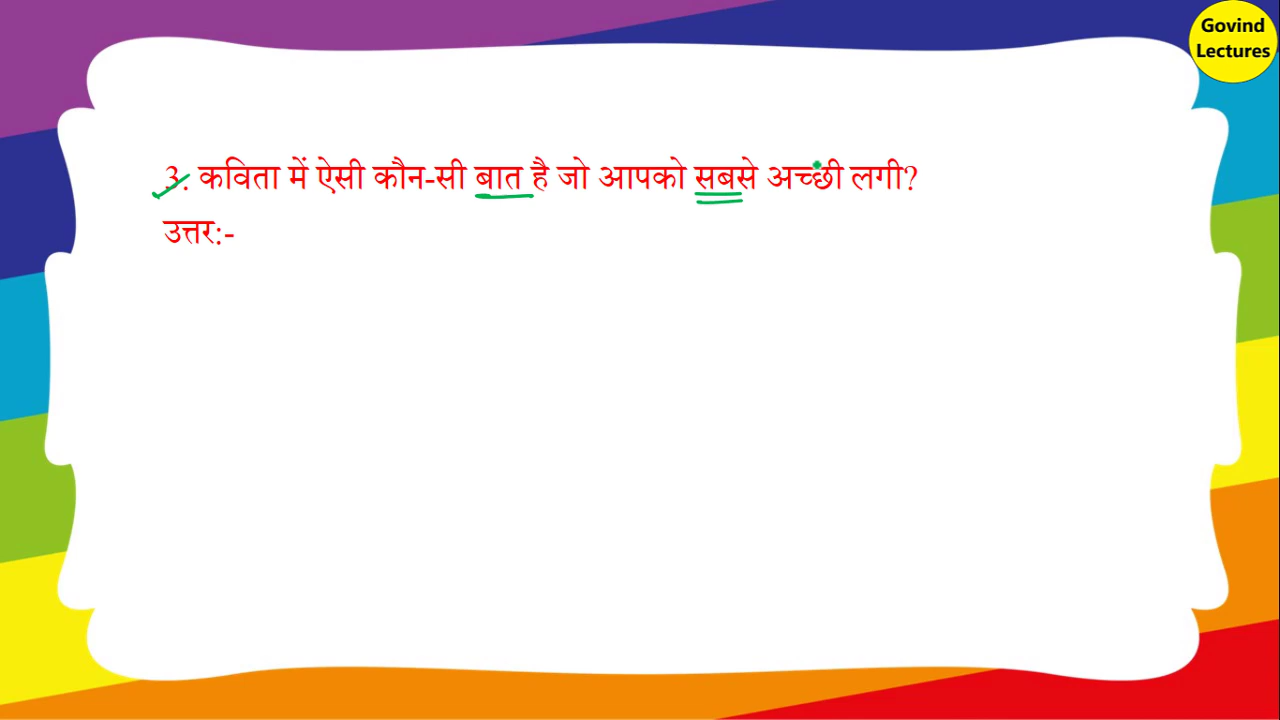 Govind
Lectures
3. कविता में ऐसी कौन-सी बात है जो आपको सबसे अच्छी लगी?
उत्तर:-